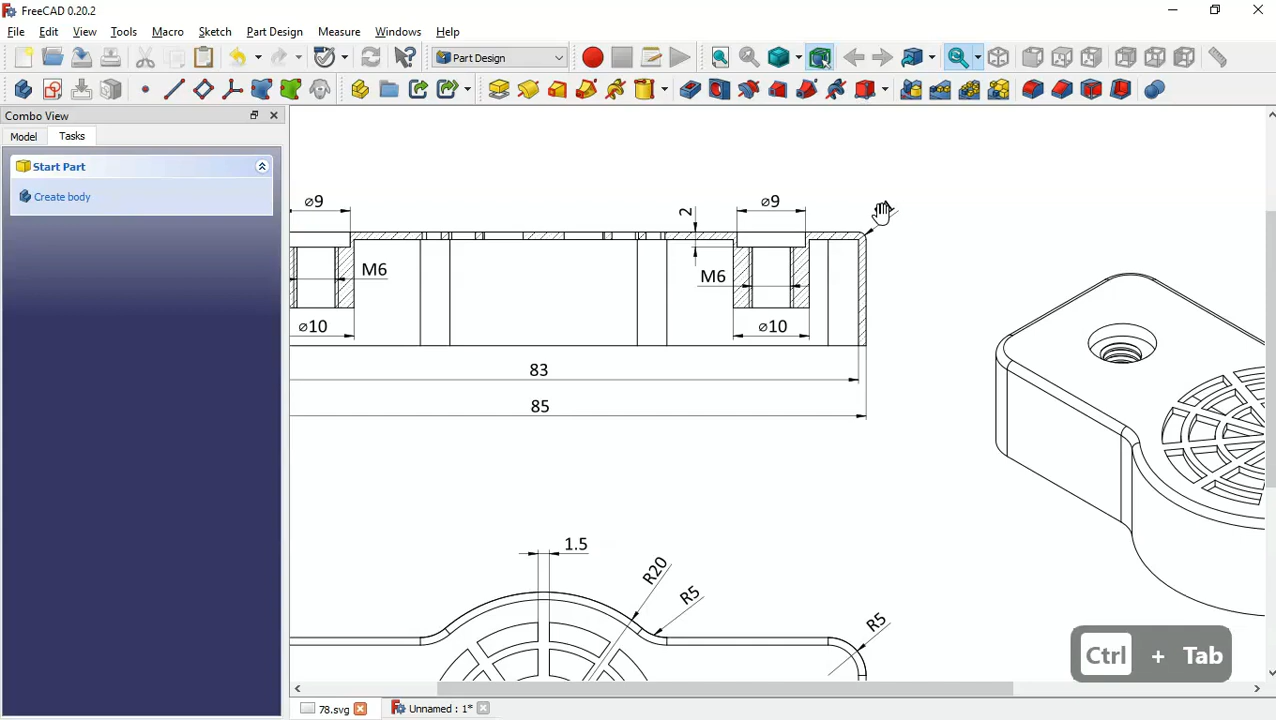 FreeCAD 0.20.2
File Edit View Tools Macro Sketch Part Design Measure Windows Help
Part Design
Combo View
Model Tasks
Start Part
Create body
⌀9
2
⌀9
M6
M6
⌀10
⌀10
83
85
1.5
R20
R5
R5
Ctrl + Tab
78.svg
Unnamed : 1*